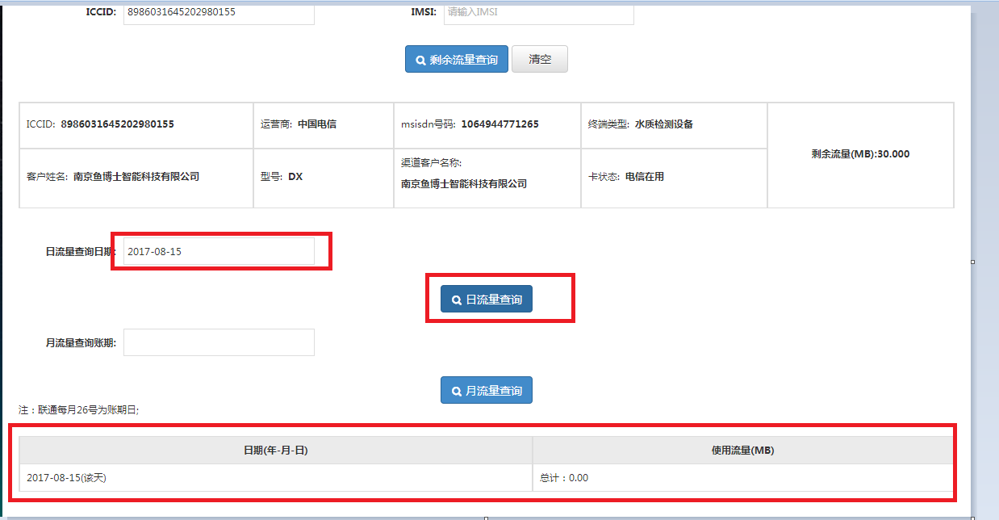 ICCID: 8986031645202980155 IMSI: 请输入IMSI
剩余流量查询 清空
ICCID: 8986031645202980155 运营商: 中国电信 msisdn号码: 1064944771265 终端类型: 水质检测设备
剩余流量(MB):30.000
客户姓名: 南京鱼博士智能科技有限公司 型号: DX 渠道客户名称: 卡状态: 电信在用
南京鱼博士智能科技有限公司
日流量查询日期: 2017-08-15
日流量查询
月流量查询账期:
月流量查询
注：联通每月26号为账期日;
日期(年-月-日) 使用流量(MB)
2017-08-15(该天) 总计：0.00